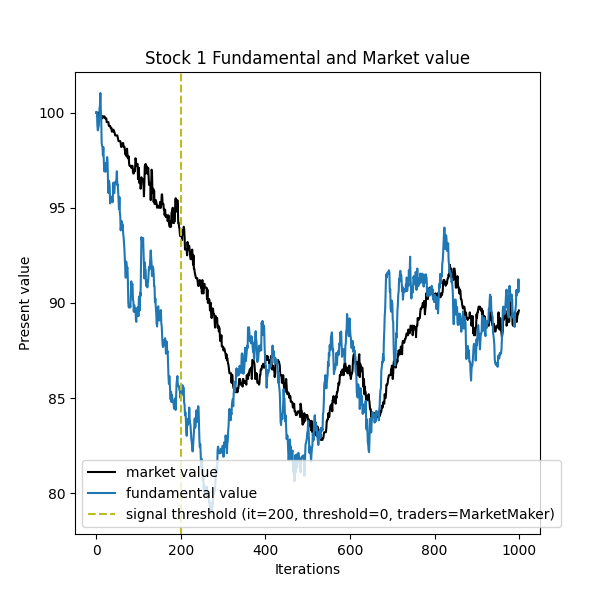 Stock 1 Fundamental and Market value
Present value
100
95
90
85
80
market value
fundamental value
signal threshold (it=200, threshold=0, traders=MarketMaker)
0 200 400 600 800 1000
Iterations